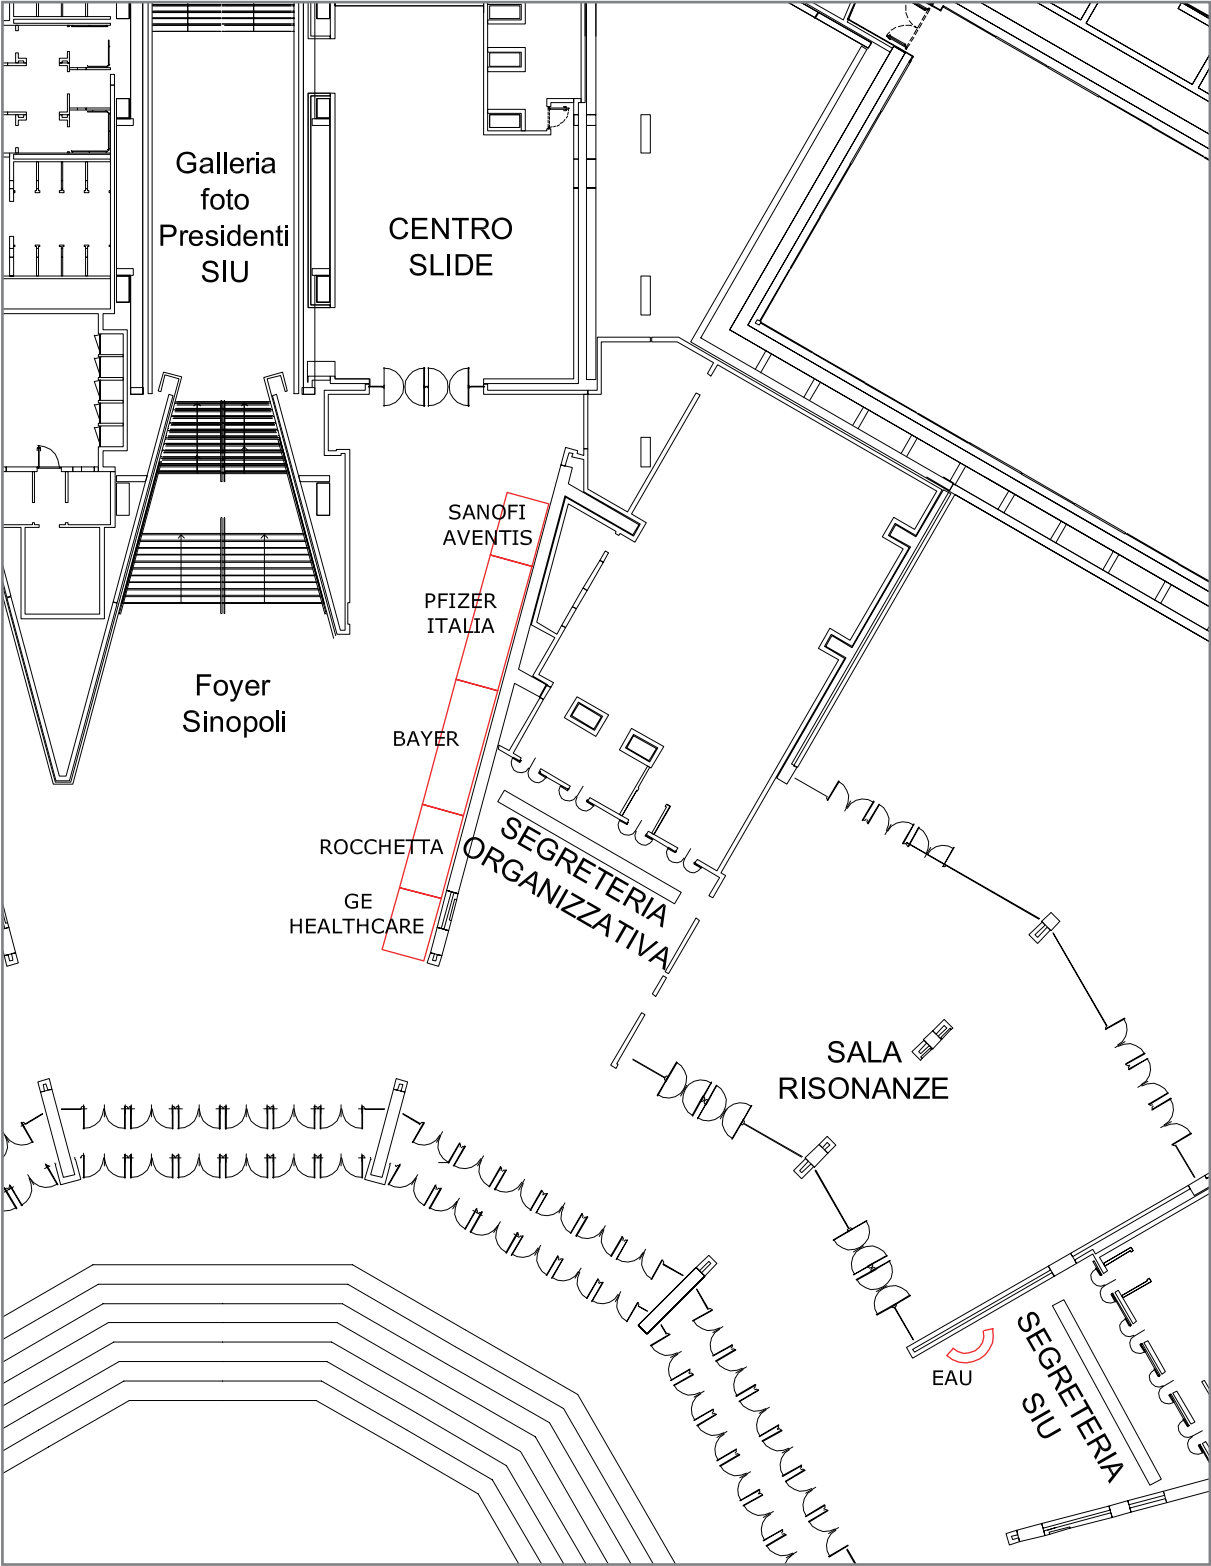 Galleria
foto
Presidenti
SIU
CENTRO
SLIDE
SANOFI
AVENTIS
PFIZER
ITALIA
Foyer
Sinopoli
BAYER
ROCCHETTA
GE
HEALTHCARE
SEGRETERIA
ORGANIZZATIVA
SALA
RISONANZE
EAU
SEGRETERIA
SIU